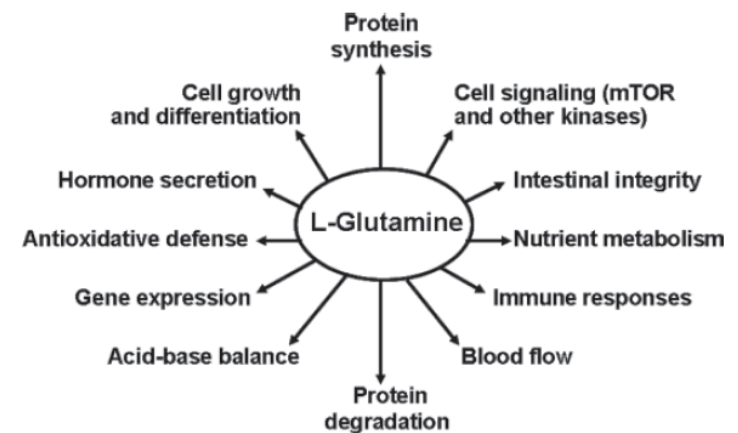 Protein
synthesis
Cell growth
and differentiation
Cell signaling (mTOR
and other kinases)
Hormone secretion
Intestinal integrity
L-Glutamine
Antioxidative defense
Nutrient metabolism
Gene expression
Immune responses
Acid-base balance
Blood flow
Protein
degradation